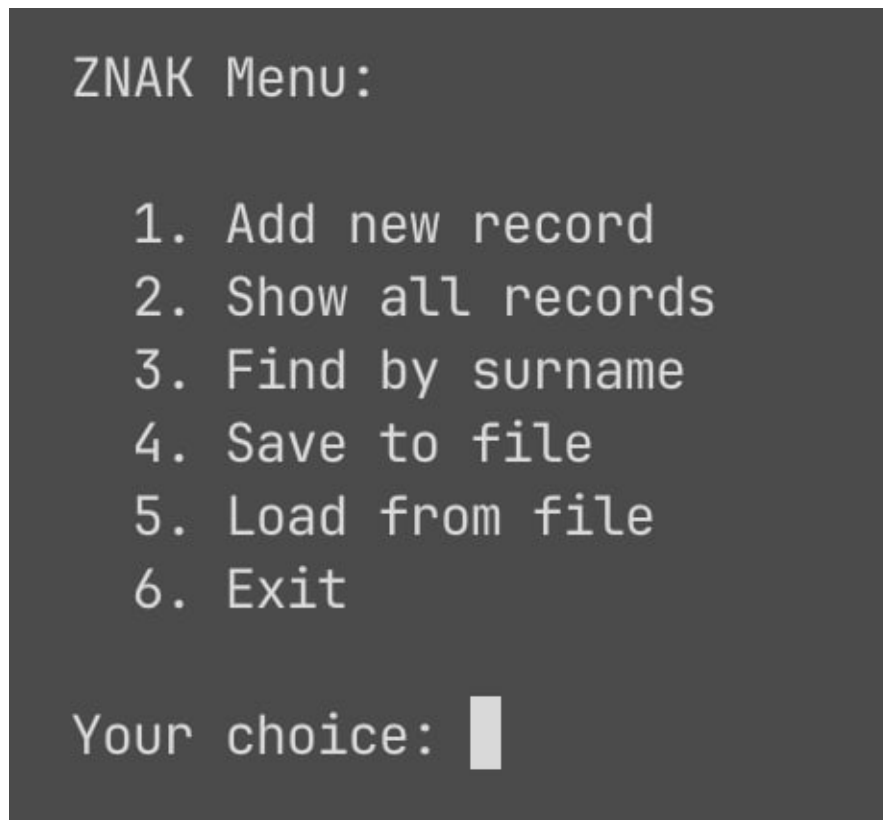 ZNAK Menu:
1. Add new record
2. Show all records
3. Find by surname
4. Save to file
5. Load from file
6. Exit
Your choice: